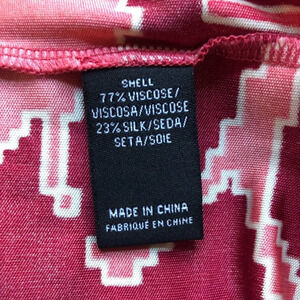 SHELL
77% VISCOSE/
VISCOSA/VISCOSE
23% SILK/SEDA/
SETA/SOIE
MADE IN CHINA
FABRIQUÉ EN CHINE